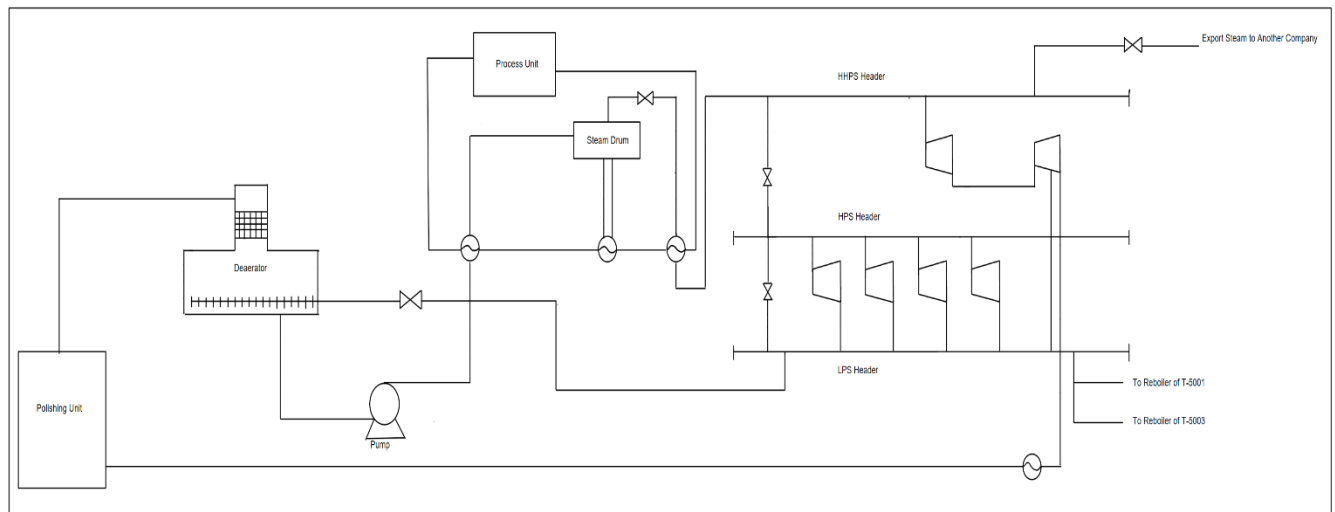 Export Steam to Another Company
Process Unit
HHPS Header
Steam Drum
HPS Header
Deaerator
LPS Header
To Reboiler of T-5001
Polishing Unit
To Reboiler of T-5003
Pump